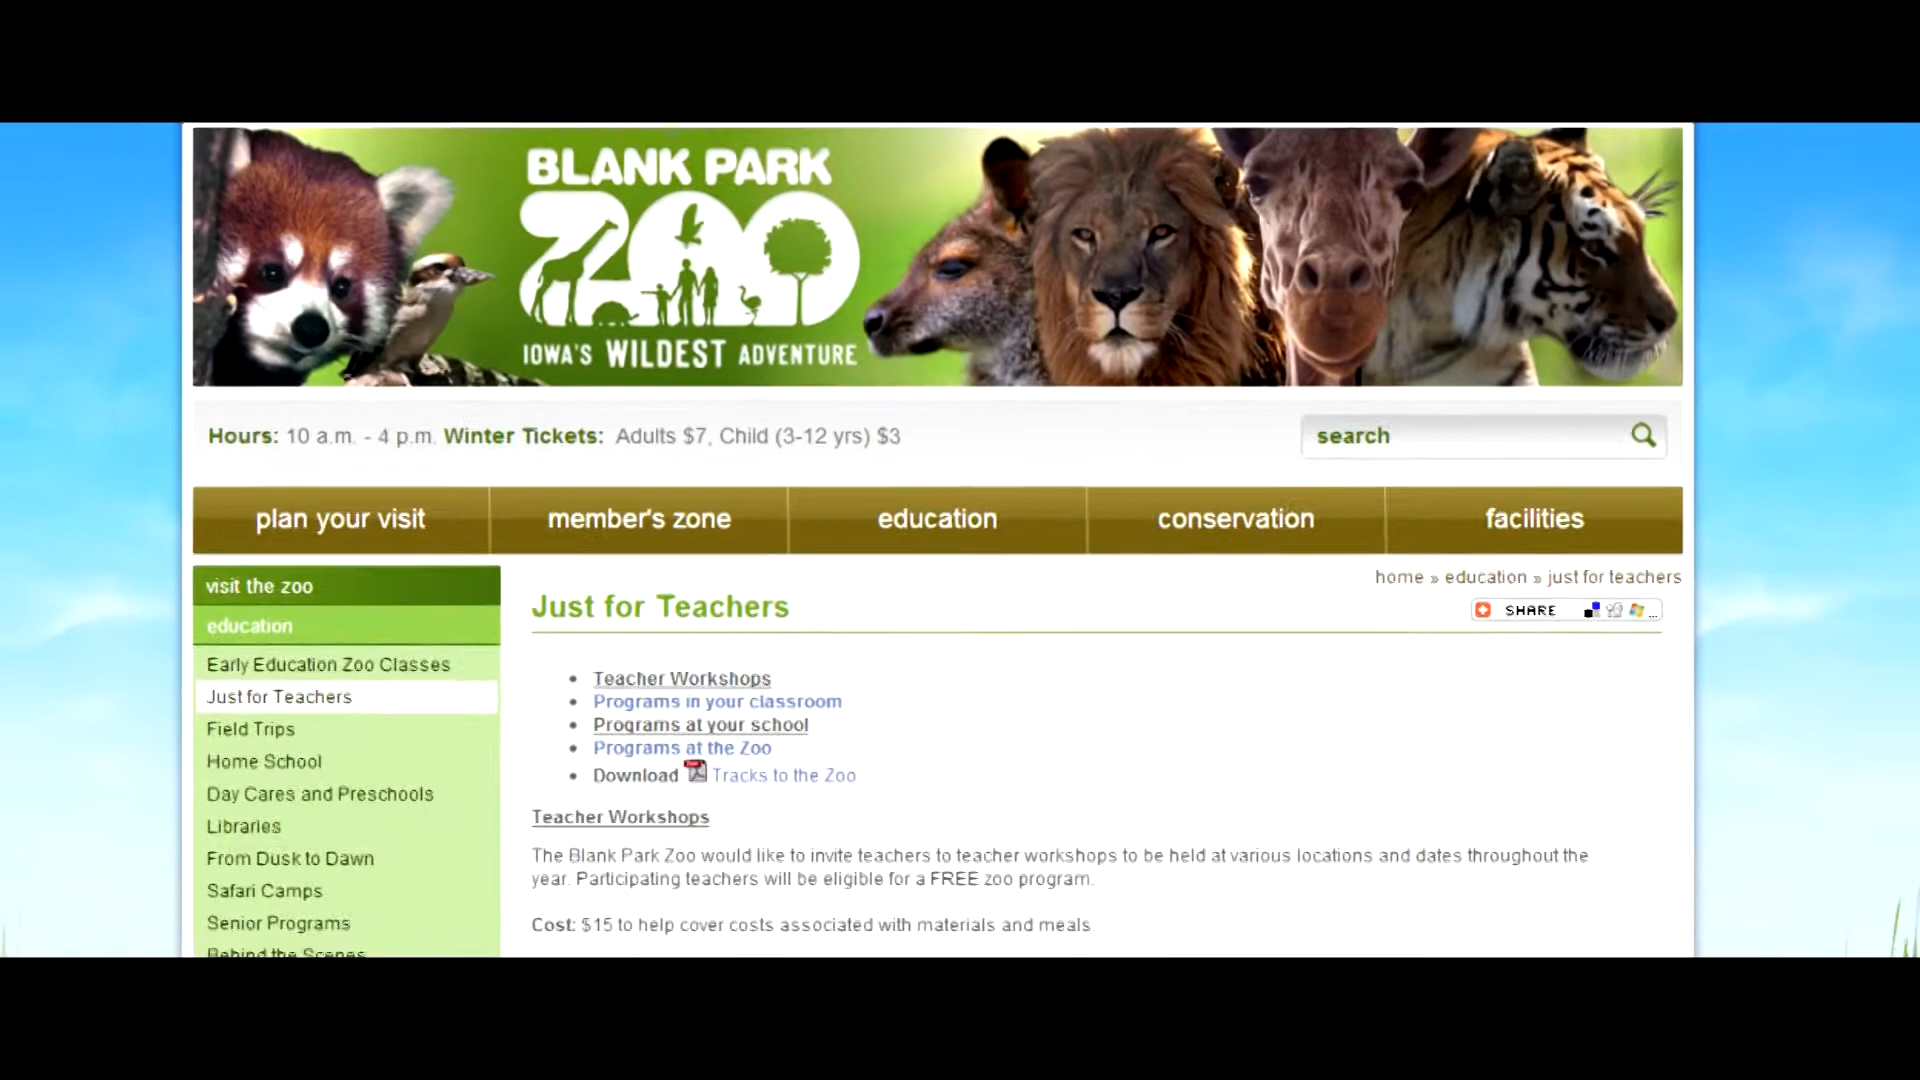 BLANK PARK
ZOO
IOWA'S WILDEST ADVENTURE
Hours: 10 a.m. - 4 p.m. Winter Tickets: Adults $7, Child (3-12 yrs) $3
search
plan your visit
member's zone
education
conservation
facilities
visit the zoo
education
Early Education Zoo Classes
Just for Teachers
Field Trips
Home School
Day Cares and Preschools
Libraries
From Dusk to Dawn
Safari Camps
Senior Programs
Behind the Scenes
home » education » just for teachers
SHARE ...
Just for Teachers
• Teacher Workshops
• Programs in your classroom
• Programs at your school
• Programs at the Zoo
• Download Tracks to the Zoo
Teacher Workshops
The Blank Park Zoo would like to invite teachers to teacher workshops to be held at various locations and dates throughout the
year. Participating teachers will be eligible for a FREE zoo program.
Cost: $15 to help cover costs associated with materials and meals.